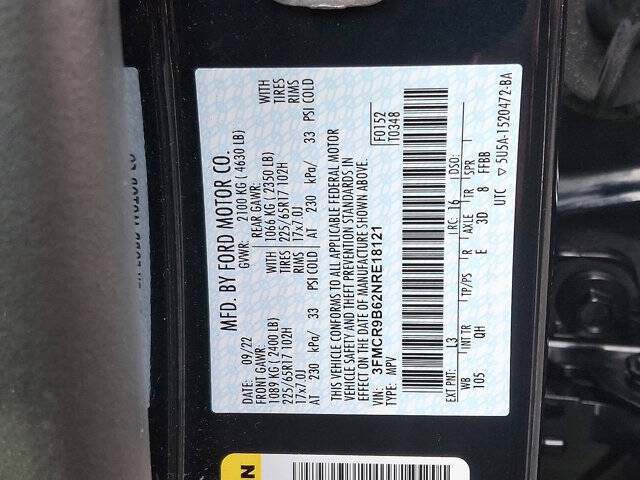 MFD. BY FORD MOTOR CO.
DATE: 09/22 GVWR: 2100 KG ( 4630 LB)
FRONT GAWR: REAR GAWR:
1089 KG ( 2400 LB) 1066 KG ( 2350 LB) WITH
225/65R17 102H 225/65R17 102H TIRES
17x7.0J 17x7.0J RIMS
AT 230 kPa/ 33 PSI COLD AT 230 kPa/ 33 PSI COLD
THIS VEHICLE CONFORMS TO ALL APPLICABLE FEDERAL MOTOR
VEHICLE SAFETY AND THEFT PREVENTION STANDARDS IN
EFFECT ON THE DATE OF MANUFACTURE SHOWN ABOVE.
VIN: 3FMCR9B62NRE18121
TYPE: MPV
F0152
T0348
EXT PNT: L3 RC: 16 DSO:
WB INT TR TP/PS R AXLE TR SPR
105 QH E 3D 8 FFBB
UTC ▽ 5U5A-1520472-BA
N